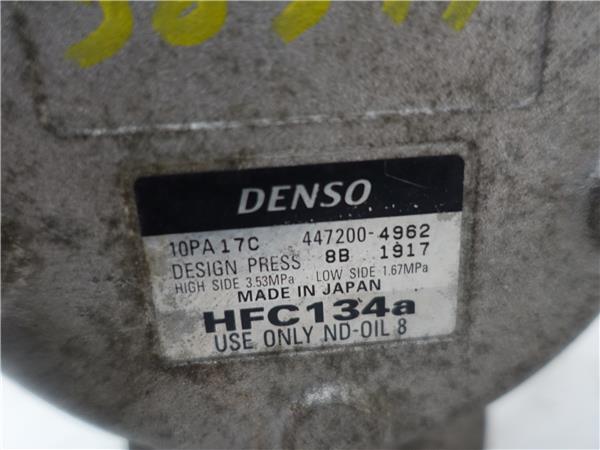 DENSO
10PA17C 447200-4962
DESIGN PRESS 8B 1917
HIGH SIDE 3.53MPa LOW SIDE 1.67MPa
MADE IN JAPAN
HFC134a
USE ONLY ND-OIL 8